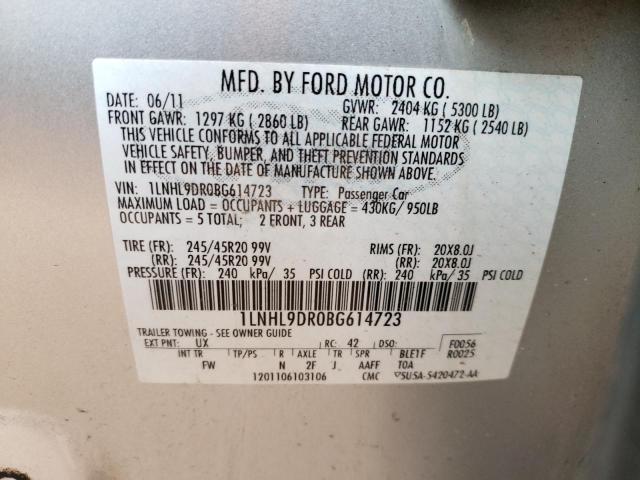 MFD. BY FORD MOTOR CO.
DATE: 06/11 GVWR: 2404 KG ( 5300 LB)
FRONT GAWR: 1297 KG ( 2860 LB) REAR GAWR: 1152 KG ( 2540 LB)
THIS VEHICLE CONFORMS TO ALL APPLICABLE FEDERAL MOTOR
VEHICLE SAFETY, BUMPER, AND THEFT PREVENTION STANDARDS
IN EFFECT ON THE DATE OF MANUFACTURE SHOWN ABOVE.
VIN: 1LNHL9DR0BG614723 TYPE: Passenger Car
MAXIMUM LOAD = OCCUPANTS + LUGGAGE = 430KG/ 950LB
OCCUPANTS = 5 TOTAL; 2 FRONT, 3 REAR
TIRE (FR): 245/45R20 99V RIMS (FR): 20X8.0J
(RR): 245/45R20 99V (RR): 20X8.0J
PRESSURE (FR): 240 kPa/ 35 PSI COLD (RR): 240 kPa/ 35 PSI COLD
1LNHL9DR0BG614723
TRAILER TOWING - SEE OWNER GUIDE
EXT PNT: UX RC: 42 DSO: F0056
INT TR TP/PS R AXLE TR SPR BLE1F R0025
FW N 2F J AAFF TOA
1201106103106 CMC ▽5U5A-5420472-AA